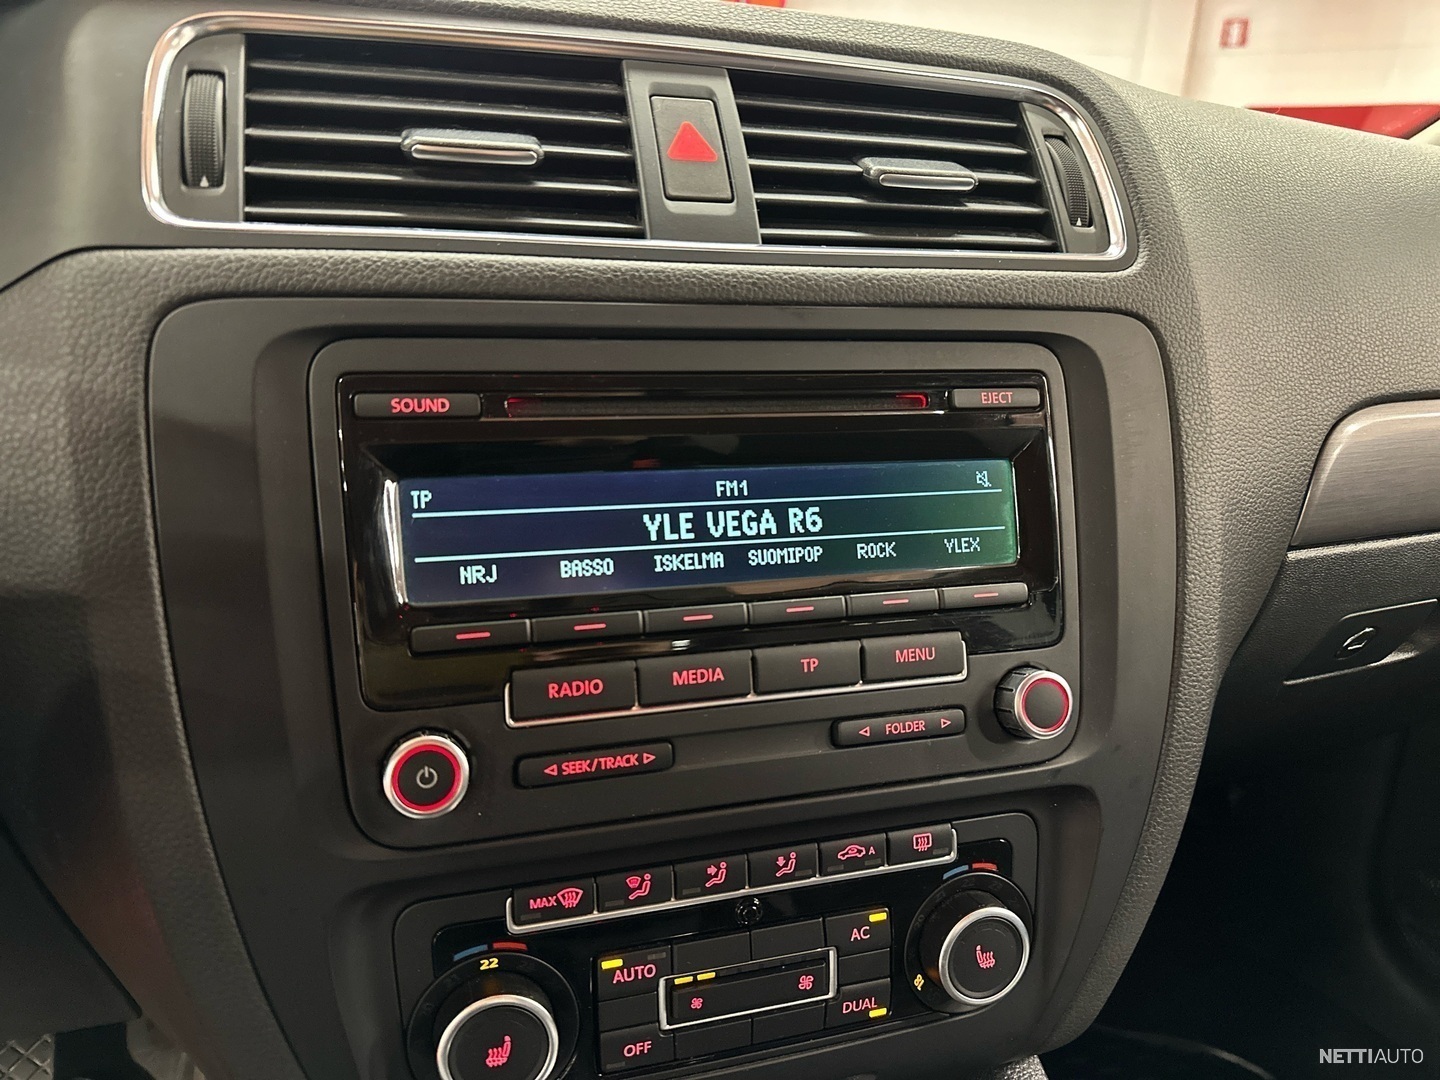 SOUND
EJECT
TP FM1
YLE VEGA R6
NRJ BASSO ISKELMA SUOMIPOP ROCK YLEX
RADIO MEDIA TP MENU
SEEK/TRACK
FOLDER
MAX
A
22
AUTO
AC
DUAL
OFF
NETTIAUTO